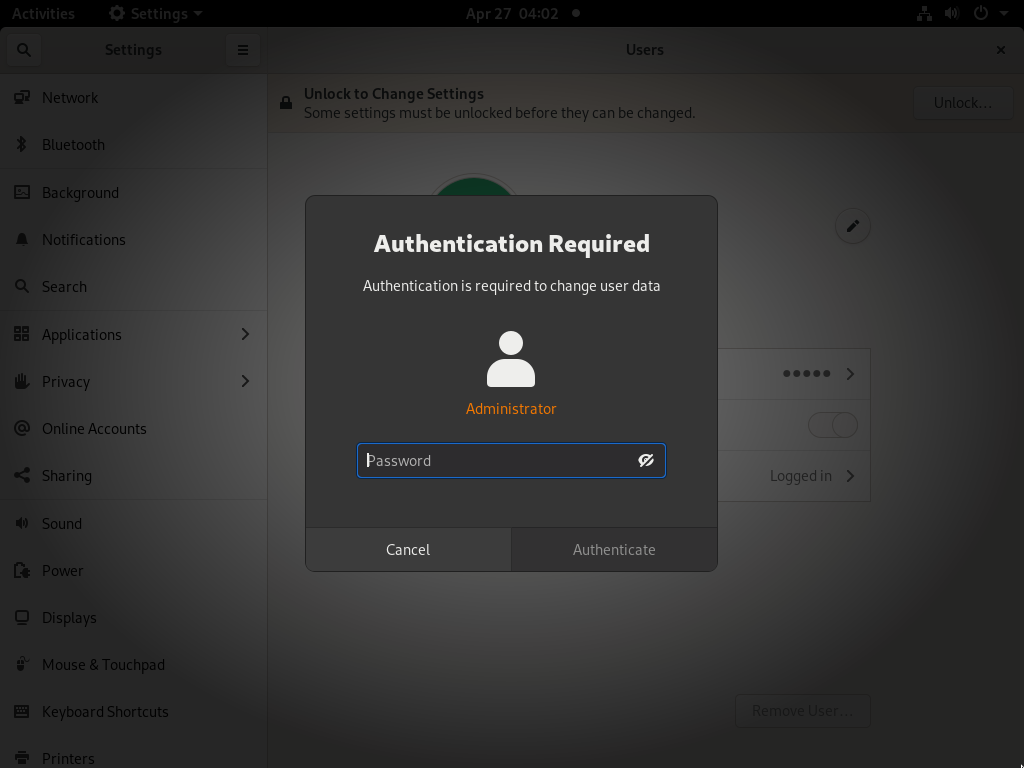 Activities
Settings
Apr 27 04:02
Settings
Users
Network
Bluetooth
Background
Notifications
Search
Applications
Privacy
Online Accounts
Sharing
Sound
Power
Displays
Mouse & Touchpad
Keyboard Shortcuts
Printers
Unlock to Change Settings
Some settings must be unlocked before they can be changed.
Unlock…
Authentication Required
Authentication is required to change user data
Administrator
Password
Cancel
Authenticate
Logged in
Remove User…